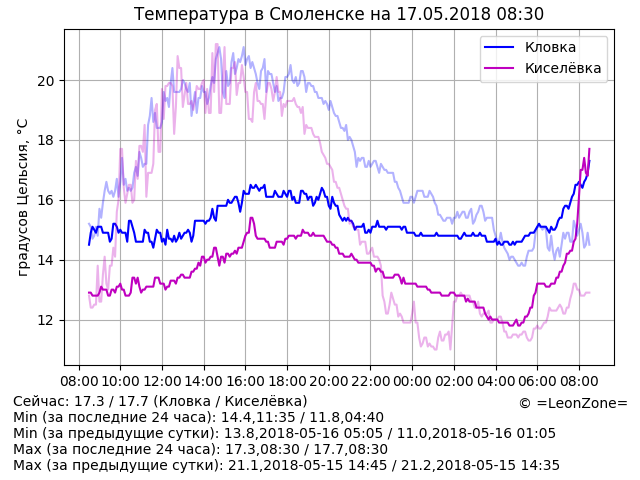 Температура в Смоленске на 17.05.2018 08:30
Кловка
Киселёвка
градусов Цельсия, °C
20
18
16
14
12
08:00 10:00 12:00 14:00 16:00 18:00 20:00 22:00 00:00 02:00 04:00 06:00 08:00
Сейчас: 17.3 / 17.7 (Кловка / Киселёвка)
© =LeonZone=
Min (за последние 24 часа): 14.4,11:35 / 11.8,04:40
Min (за предыдущие сутки): 13.8,2018-05-16 05:05 / 11.0,2018-05-16 01:05
Max (за последние 24 часа): 17.3,08:30 / 17.7,08:30
Max (за предыдущие сутки): 21.1,2018-05-15 14:45 / 21.2,2018-05-15 14:35